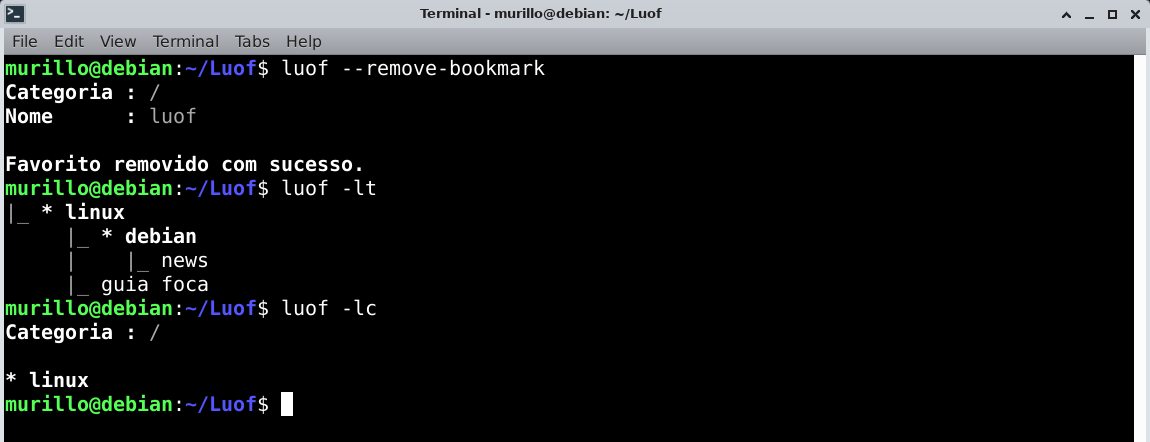 Terminal - murillo@debian: ~/Luof
File Edit View Terminal Tabs Help
murillo@debian:~/Luof$ luof --remove-bookmark
Categoria : /
Nome      : luof
Favorito removido com sucesso.
murillo@debian:~/Luof$ luof -lt
|_ * linux
     |_ * debian
     |    |_ news
     |_ guia foca
murillo@debian:~/Luof$ luof -lc
Categoria : /
* linux
murillo@debian:~/Luof$